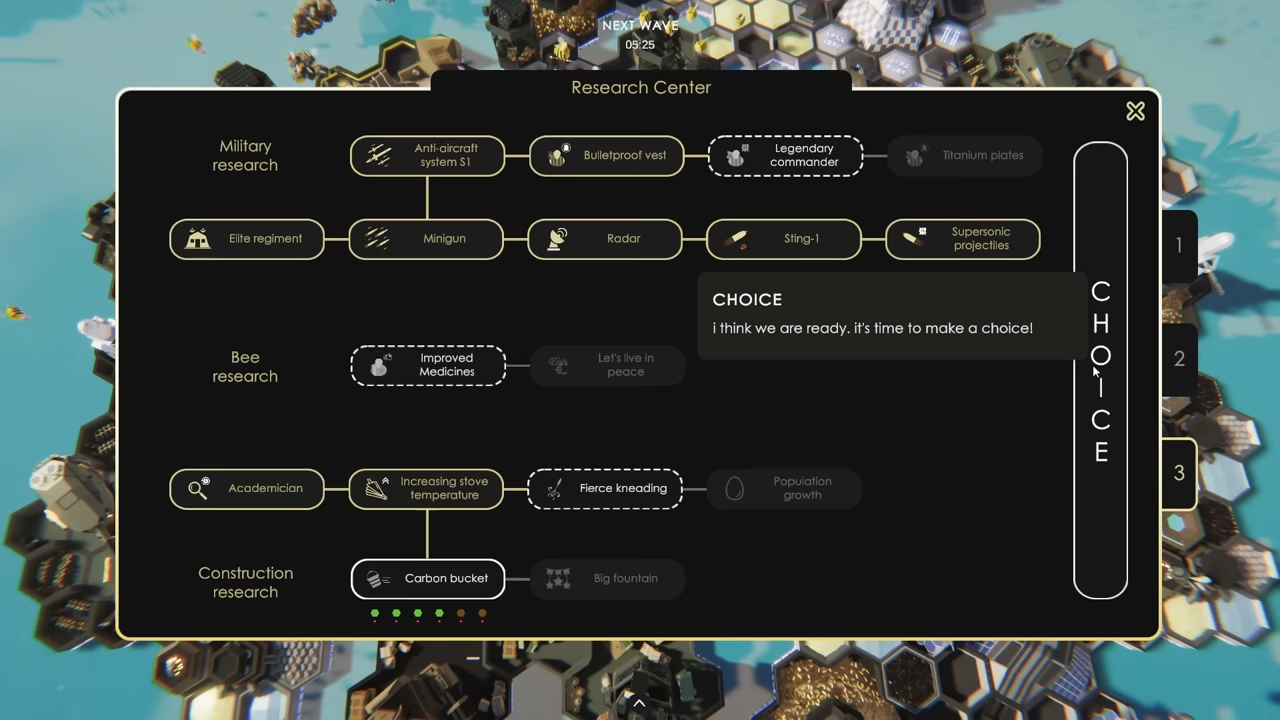 NEXT WAVE
05:25
Research Center
Military
research
Anti-aircraft
system S1
Bulletproof vest
Legendary
commander
Titanium plates
Elite regiment
Minigun
Radar
Sting-1
Supersonic
projectiles
1
CHOICE
i think we are ready. it's time to make a choice!
C
H
O
I
C
E
2
Bee
research
Improved
Medicines
Let's live in
peace
3
Academician
Increasing stove
temperature
Fierce kneading
Population
growth
Construction
research
Carbon bucket
Big fountain